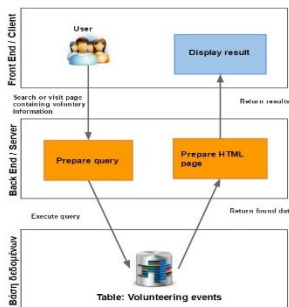 Front End / Client
User
Display result
Search or visit page
containing voluntary
information
Return results
Back End / Server
Prepare query
Prepare HTML
page
Execute query
Return found data
Βάση δεδομένων
Table: Volunteering events